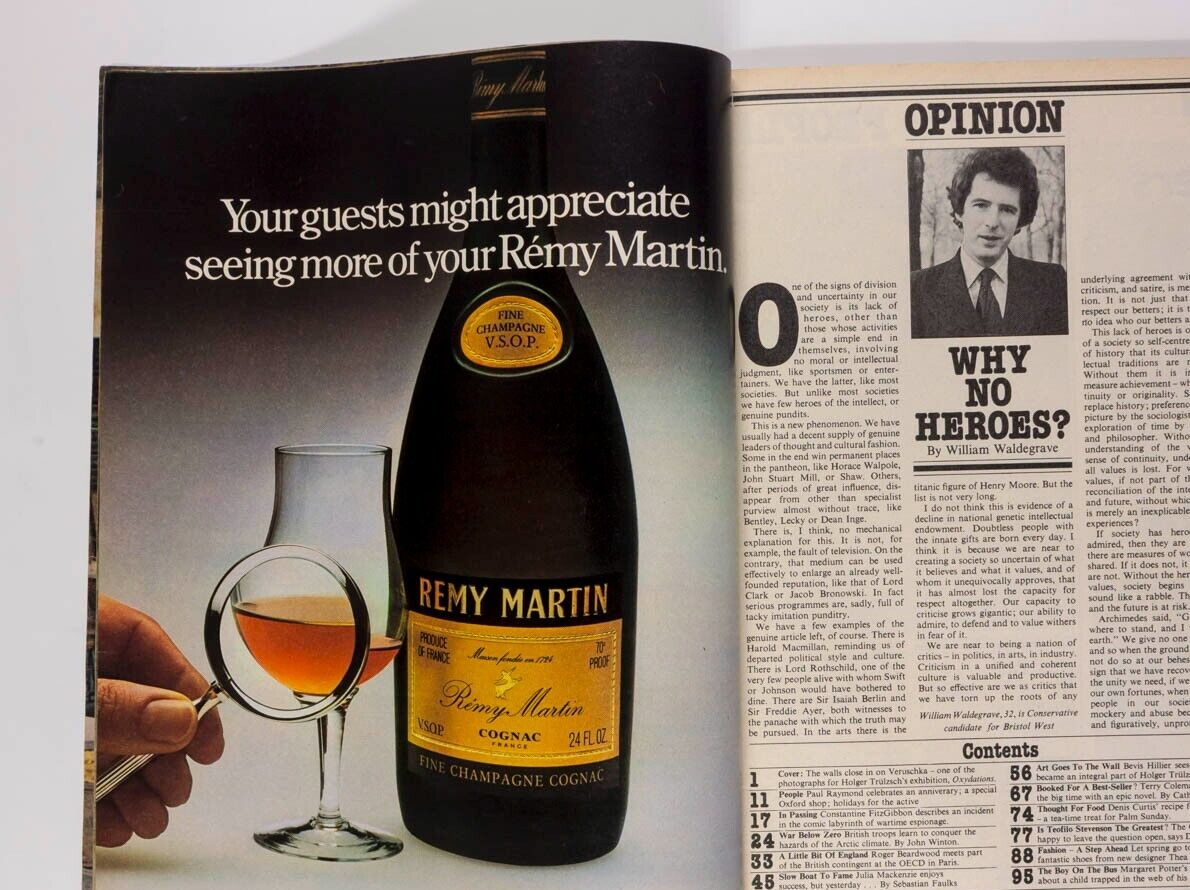 Rémy Martin
Your guests might appreciate
seeing more of your Rémy Martin.
FINE
CHAMPAGNE
V.S.O.P.
REMY MARTIN
PRODUCE
OF FRANCE
Maison fondée en 1724
70°
PROOF
Rémy Martin
V.S.O.P.
COGNAC
FRANCE
24 FL. OZ.
FINE CHAMPAGNE COGNAC
OPINION
One of the signs of division
and uncertainty in our
society is its lack of
heroes, other than
those whose activities
are a simple end in
themselves, involving
no moral or intellectual
judgment, like sportsmen or enter-
tainers. We have the latter, like most
societies. But unlike most societies
we have few heroes of the intellect, or
genuine pundits.
This is a new phenomenon. We have
usually had a decent supply of genuine
leaders of thought and cultural fashion.
Some in the end win permanent places
in the pantheon, like Horace Walpole,
John Stuart Mill, or Shaw. Others,
after periods of great influence, dis-
appear from other than specialist
purview almost without trace, like
Bentley, Lecky or Dean Inge.
There is, I think, no mechanical
explanation for this. It is not, for
example, the fault of television. On the
contrary, that medium can be used
effectively to enlarge an already well-
founded reputation, like that of Lord
Clark or Jacob Bronowski. In fact
serious programmes are, sadly, full of
tacky imitation punditry.
We have a few examples of the
genuine article left, of course. There is
Harold Macmillan, reminding us of
departed political style and culture.
There is Lord Rothschild, one of the
very few people alive with whom Swift
or Johnson would have bothered to
dine. There are Sir Isaiah Berlin and
Sir Freddie Ayer, both witnesses to
the panache with which the truth may
be pursued. In the arts there is the
WHY
NO
HEROES?
By William Waldegrave
titanic figure of Henry Moore. But the
list is not very long.
I do not think this is evidence of a
decline in national genetic intellectual
endowment. Doubtless people with
the innate gifts are born every day. I
think it is because we are near to
creating a society so uncertain of what
it believes and what it values, and of
whom it unequivocally approves, that
it has almost lost the capacity for
respect altogether. Our capacity to
criticise grows gigantic; our ability to
admire, to defend and to value withers
in fear of it.
We are near to being a nation of
critics – in politics, in arts, in industry.
Criticism in a unified and coherent
culture is valuable and productive.
But so effective are we as critics that
we have torn up the roots of any
William Waldegrave, 32, is Conservative
candidate for Bristol West
underlying agreement
criticism, and satire, is
tion. It is not just that
respect our betters; it is
no idea who our betters
This lack of heroes is
of a society so self-centre
of history that its
lectual traditions are
Without them it is
measure achievement –
tinuity or originality.
replace history;
picture by the sociologist
exploration of time by
and philosopher.
understanding of the
sense of continuity,
all values is lost. For
values, if not part of
reconciliation of the
and future, without
is merely an inexplicable
experiences?
If society has
admired, then they are
there are measures of
shared. If it does not, it
are not. Without the
values, society begins
sound like a rabble.
and the future is at risk.
Archimedes said,
where to stand, and I
earth." We give no one
and so when the ground
not do so at our
sign that we have
the unity we need, if we
our own fortunes, when
people in our
mockery and abuse
and figuratively,
Contents
1 Cover: The walls close in on Veruschka – one of the
photographs for Holger Trülzsch's exhibition, Oxydations.
11 People Paul Raymond celebrates an anniverary; a special
Oxford shop; holidays for the active
17 In Passing Constantine FitzGibbon describes an incident
in the comic labyrinth of wartime espionage.
24 War Below Zero British troops learn to conquer the
hazards of the Arctic climate. By John Winton.
33 A Little Bit Of England Roger Beardwood meets part
of the British contingent at the OECD in Paris.
45 Slow Boat To Fame Julia Mackenzie enjoys
success, but yesterday . . . By Sebastian Faulks
56 Art Goes To The Wall Bevis Hillier sees
became an integral part of Holger
67 Booked For A Best-Seller? Terry
the big time with an epic novel. By
74 Thought For Food Denis Curtis' recipe
– a tea-time treat for Palm Sunday.
77 Is Teofilo Stevenson The Greatest? The
happy to leave the question open, says
88 Fashion – A Step Ahead Let spring go
fantastic shoes from new designer Thea
95 The Boy On The Bus Margaret Potter's
about a child trapped in the web of his